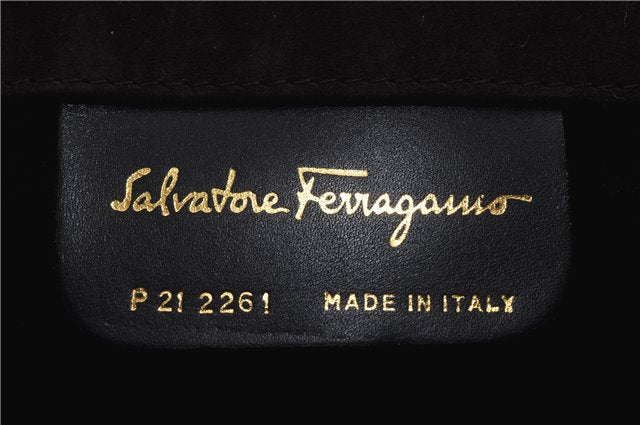 Salvatore Ferragamo
P 21 2261 MADE IN ITALY